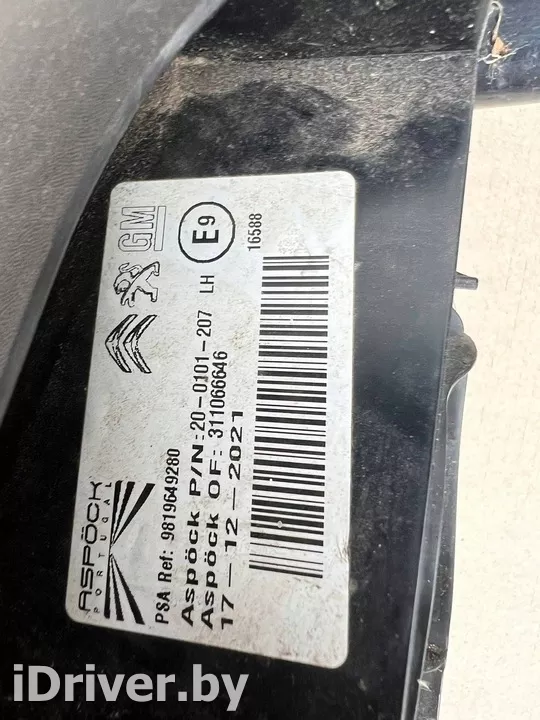 ASPÖCK
PORTUGAL
GM
E9
PSA Ref: 9819649280
Aspöck P/N:20-0101-207 LH
Aspöck OF: 311066646
17-12-2021
16588
iDriver.by